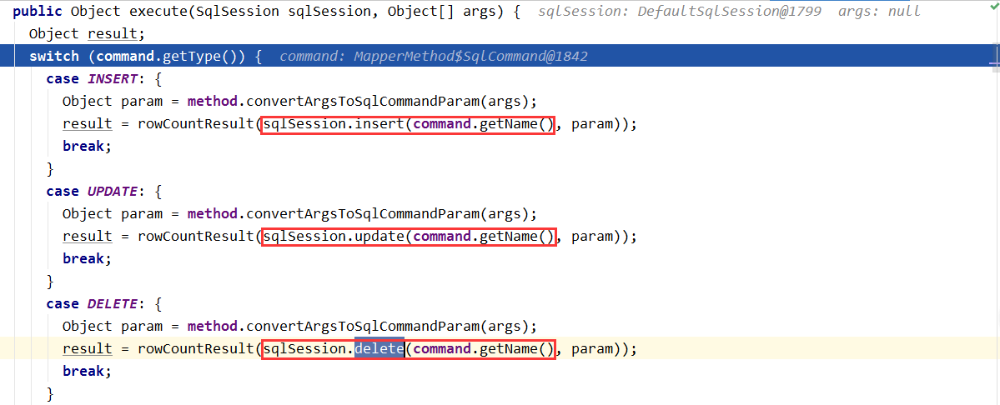 public Object execute(SqlSession sqlSession, Object[] args) {  sqlSession: DefaultSqlSession@1799  args: null
Object result;
switch (command.getType()) {  command: MapperMethod$SqlCommand@1842
case INSERT: {
Object param = method.convertArgsToSqlCommandParam(args);
result = rowCountResult(sqlSession.insert(command.getName(), param));
break;
}
case UPDATE: {
Object param = method.convertArgsToSqlCommandParam(args);
result = rowCountResult(sqlSession.update(command.getName(), param));
break;
}
case DELETE: {
Object param = method.convertArgsToSqlCommandParam(args);
result = rowCountResult(sqlSession.delete(command.getName(), param));
break;
}